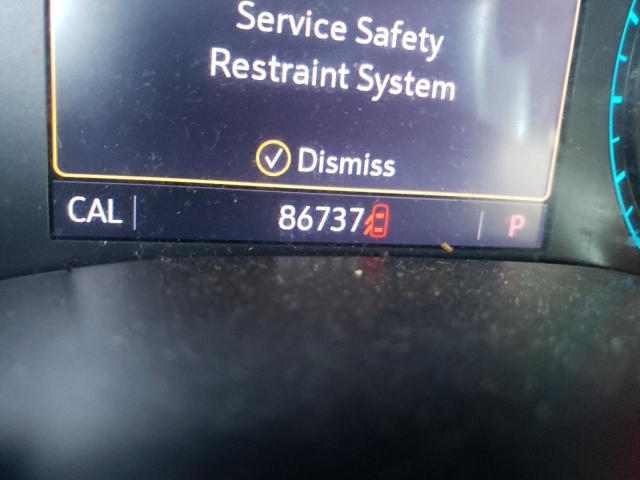 Service Safety
Restraint System
Dismiss
CAL 86737 P